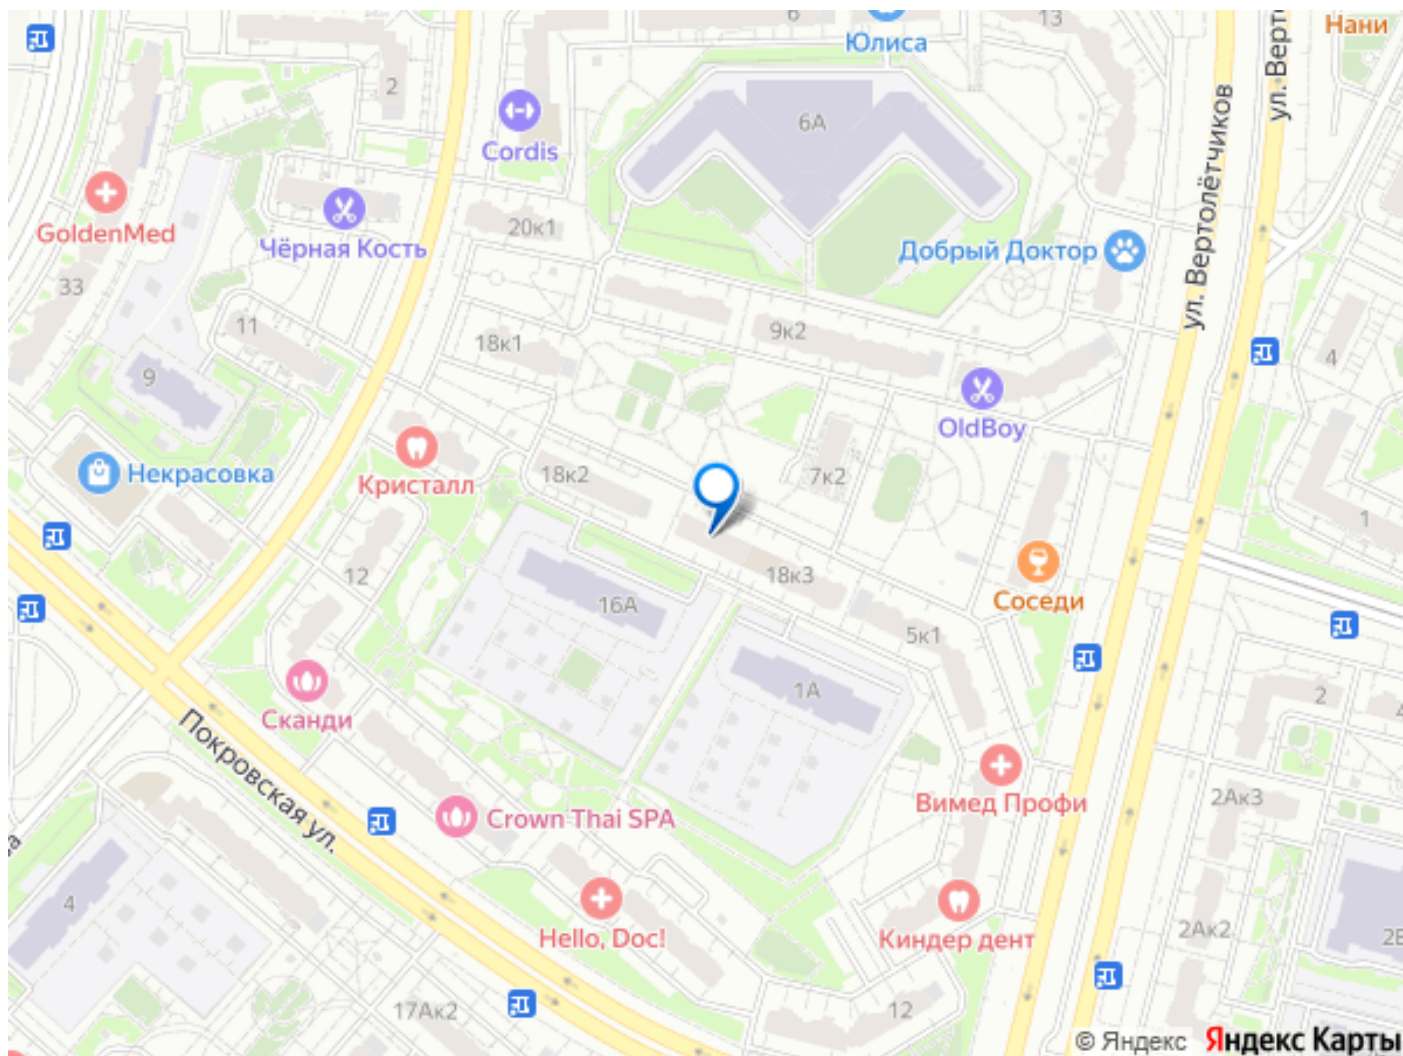 6
13
Нани
Юлиса
ул. Верт
2
ул. Вертолётчиков
6А
Cordis
GoldenMed
20к1
Чёрная Кость
Добрый Доктор
33
11
18к1
9к2
4
9
OldBoy
Некрасовка
Кристалл
18к2
7к2
1
12
18к3
Соседи
16А
5к1
1А
2
4
Сканди
Покровская ул.
Вимед Профи
2Ак3
Crown Thai SPA
4
Hello, Doc!
Киндер дент
2Ак2
2Б
17Ак2
12
© Яндекс Яндекс Карты